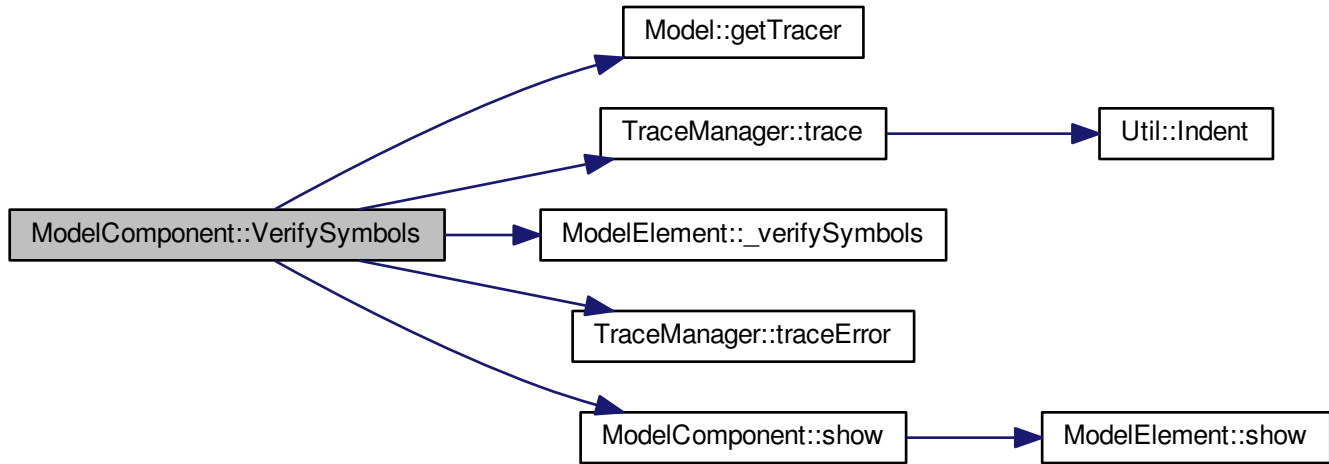 Model::getTracer
TraceManager::trace
Util::Indent
ModelComponent::VerifySymbols
ModelElement::_verifySymbols
TraceManager::traceError
ModelComponent::show
ModelElement::show